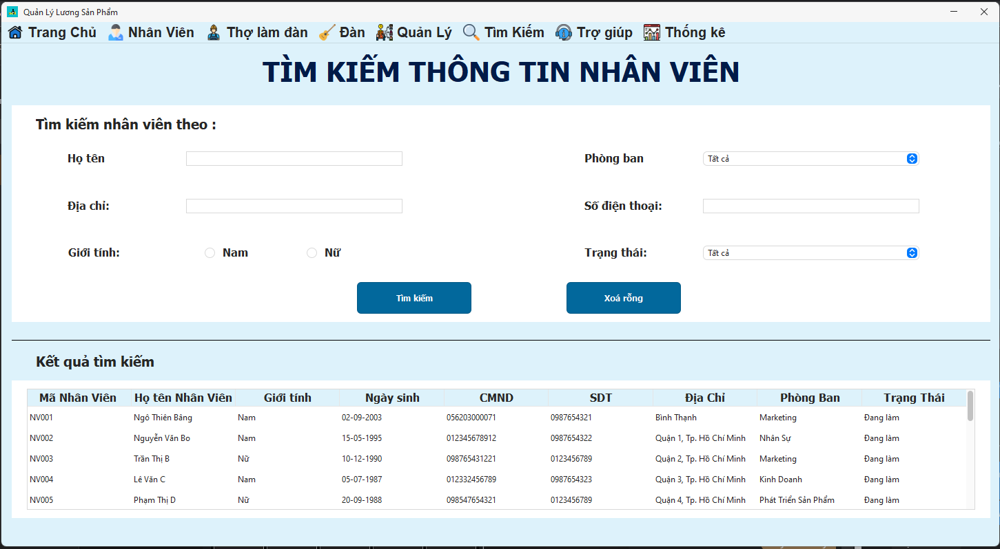 Quản Lý Lương Sản Phẩm
Trang Chủ Nhân Viên Thợ làm đàn Đàn Quản Lý Tìm Kiếm Trợ giúp Thống kê
TÌM KIẾM THÔNG TIN NHÂN VIÊN
Tìm kiếm nhân viên theo :
Họ tên Phòng ban Tất cả
Địa chỉ: Số điện thoại:
Giới tính: Nam Nữ Trạng thái: Tất cả
Tìm kiếm Xoá rỗng
Kết quả tìm kiếm
Mã Nhân Viên Họ tên Nhân Viên Giới tính Ngày sinh CMND SDT Địa Chỉ Phòng Ban Trạng Thái
NV001 Ngô Thiên Bảng Nam 02-09-2003 056203000071 0987654321 Bình Thạnh Marketing Đang làm
NV002 Nguyễn Văn Bo Nam 15-05-1995 012345678912 0987654322 Quận 1, Tp. Hồ Chí Minh Nhân Sự Đang làm
NV003 Trần Thị B Nữ 10-12-1990 098765431221 0123456789 Quận 2, Tp. Hồ Chí Minh Marketing Đang làm
NV004 Lê Văn C Nam 05-07-1987 012332456789 0987654323 Quận 3, Tp. Hồ Chí Minh Kinh Doanh Đang làm
NV005 Phạm Thị D Nữ 20-09-1988 098547654321 0123456789 Quận 4, Tp. Hồ Chí Minh Phát Triển Sản Phẩm Đang làm